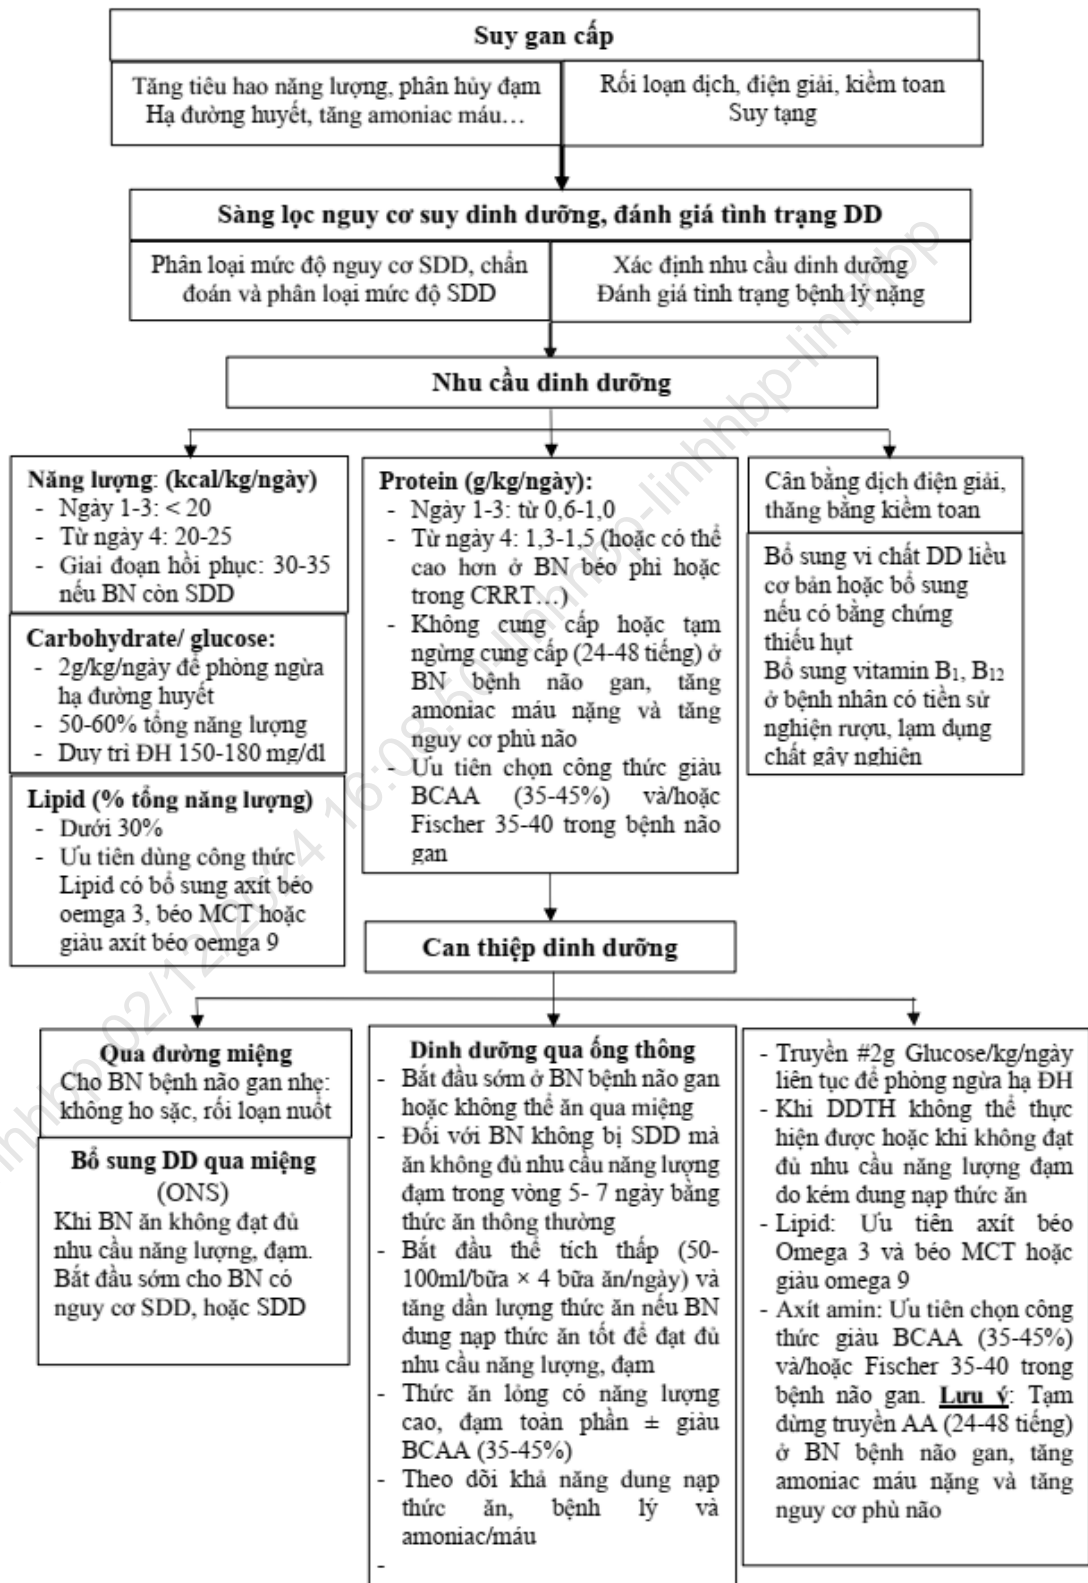 Suy gan cấp
Tăng tiêu hao năng lượng, phân hủy đạm
Hạ đường huyết, tăng amoniac máu…
Rối loạn dịch, điện giải, kiềm toan
Suy tạng
Sàng lọc nguy cơ suy dinh dưỡng, đánh giá tình trạng DD
Phân loại mức độ nguy cơ SDD, chẩn
đoán và phân loại mức độ SDD
Xác định nhu cầu dinh dưỡng
Đánh giá tình trạng bệnh lý nặng
Nhu cầu dinh dưỡng
Năng lượng: (kcal/kg/ngày)
- Ngày 1-3: < 20
- Từ ngày 4: 20-25
- Giai đoạn hồi phục: 30-35
nếu BN còn SDD
Carbohydrate/ glucose:
- 2g/kg/ngày để phòng ngừa
hạ đường huyết
- 50-60% tổng năng lượng
- Duy trì ĐH 150-180 mg/dl
Lipid (% tổng năng lượng)
- Dưới 30%
- Ưu tiên dùng công thức
Lipid có bổ sung axít béo
oemga 3, béo MCT hoặc
giàu axít béo oemga 9
Protein (g/kg/ngày):
- Ngày 1-3: từ 0,6-1,0
- Từ ngày 4: 1,3-1,5 (hoặc có thể
cao hơn ở BN béo phì hoặc
trong CRRT…)
- Không cung cấp hoặc tạm
ngừng cung cấp (24-48 tiếng) ở
BN bệnh não gan, tăng
amoniac máu nặng và tăng
nguy cơ phù não
- Ưu tiên chọn công thức giàu
BCAA (35-45%) và/hoặc
Fischer 35-40 trong bệnh não
gan
Cân bằng dịch điện giải,
thăng bằng kiềm toan
Bổ sung vi chất DD liều
cơ bản hoặc bổ sung
nếu có bằng chứng
thiếu hụt
Bổ sung vitamin B₁, B₁₂
ở bệnh nhân có tiền sử
nghiện rượu, lạm dụng
chất gây nghiện
Can thiệp dinh dưỡng
Qua đường miệng
Cho BN bệnh não gan nhẹ:
không ho sặc, rối loạn nuốt
Bổ sung DD qua miệng
(ONS)
Khi BN ăn không đạt đủ
nhu cầu năng lượng, đạm.
Bắt đầu sớm cho BN có
nguy cơ SDD, hoặc SDD
Dinh dưỡng qua ống thông
- Bắt đầu sớm ở BN bệnh não gan
hoặc không thể ăn qua miệng
- Đối với BN không bị SDD mà
ăn không đủ nhu cầu năng lượng
đạm trong vòng 5- 7 ngày bằng
thức ăn thông thường
- Bắt đầu thể tích thấp (50-
100ml/bữa × 4 bữa ăn/ngày) và
tăng dần lượng thức ăn nếu BN
dung nạp thức ăn tốt để đạt đủ
nhu cầu năng lượng, đạm
- Thức ăn lỏng có năng lượng
cao, đạm toàn phần ± giàu
BCAA (35-45%)
- Theo dõi khả năng dung nạp
thức ăn, bệnh lý và
amoniac/máu
-
- Truyền #2g Glucose/kg/ngày
liên tục để phòng ngừa hạ ĐH
- Khi DDTH không thể thực
hiện được hoặc khi không đạt
đủ nhu cầu năng lượng đạm
do kém dung nạp thức ăn
- Lipid: Ưu tiên axít béo
Omega 3 và béo MCT hoặc
giàu omega 9
- Axít amin: Ưu tiên chọn công
thức giàu BCAA (35-45%)
và/hoặc Fischer 35-40 trong
bệnh não gan. Lưu ý: Tạm
dừng truyền AA (24-48 tiếng)
ở BN bệnh não gan, tăng
amoniac máu nặng và tăng
nguy cơ phù não